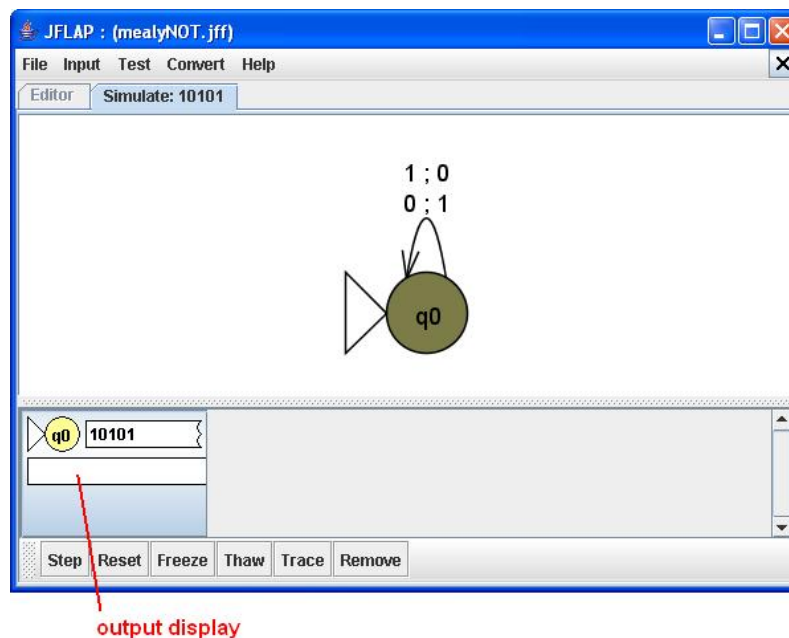 JFLAP : (mealyNOT.jff)
File Input Test Convert Help
Editor Simulate: 10101
1 ; 0
0 ; 1
q0
q0 10101
Step Reset Freeze Thaw Trace Remove
output display